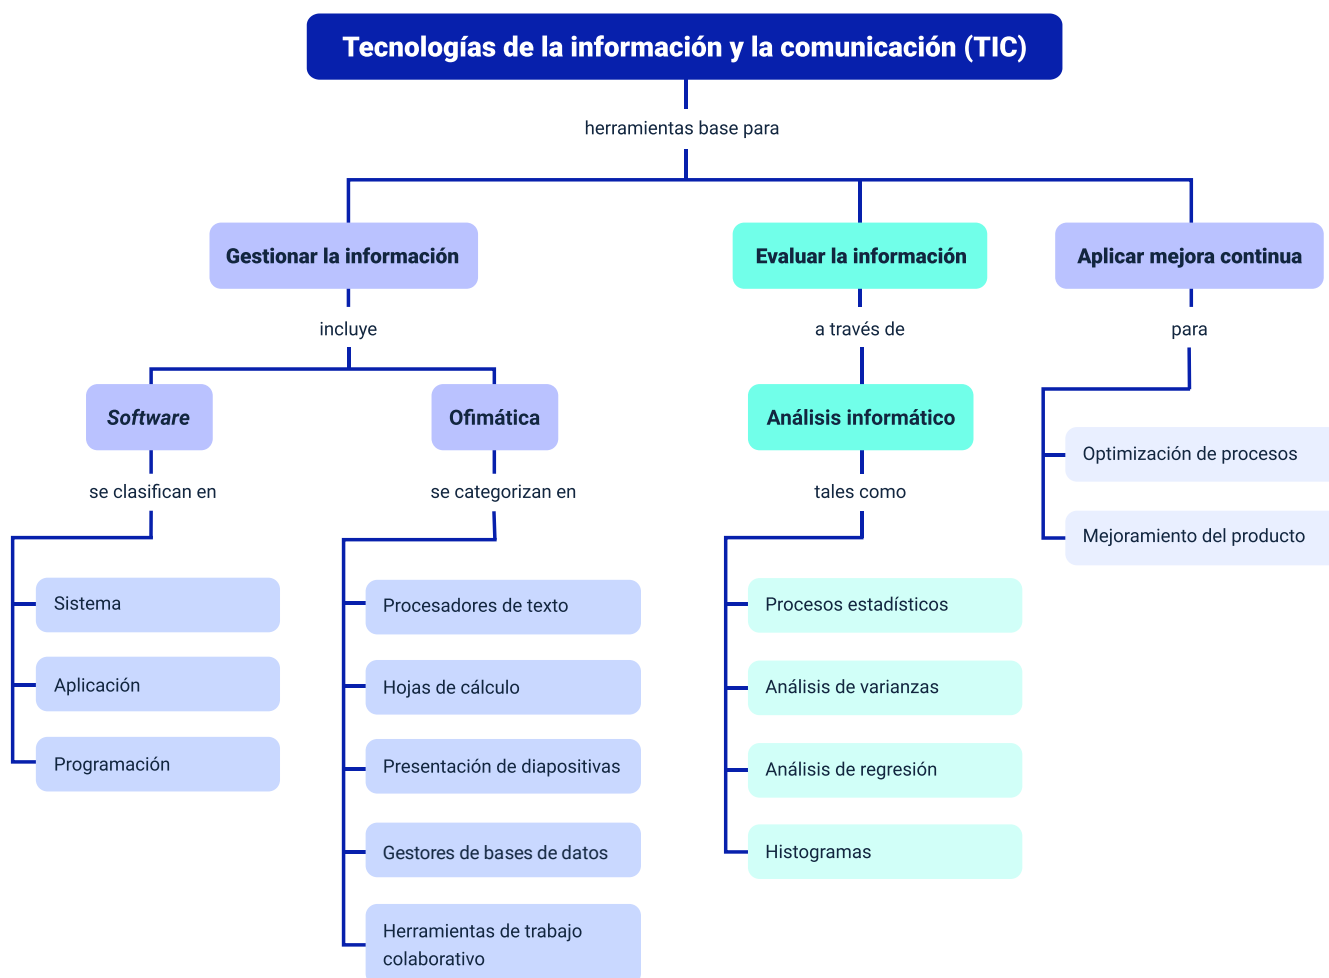 Tecnologías de la información y la comunicación (TIC)
herramientas base para
Gestionar la información
Evaluar la información
Aplicar mejora continua
incluye
a través de
para
Software
Ofimática
Análisis informático
Optimización de procesos
Mejoramiento del producto
se clasifican en
se categorizan en
tales como
Sistema
Aplicación
Programación
Procesadores de texto
Hojas de cálculo
Presentación de diapositivas
Gestores de bases de datos
Herramientas de trabajo
colaborativo
Procesos estadísticos
Análisis de varianzas
Análisis de regresión
Histogramas